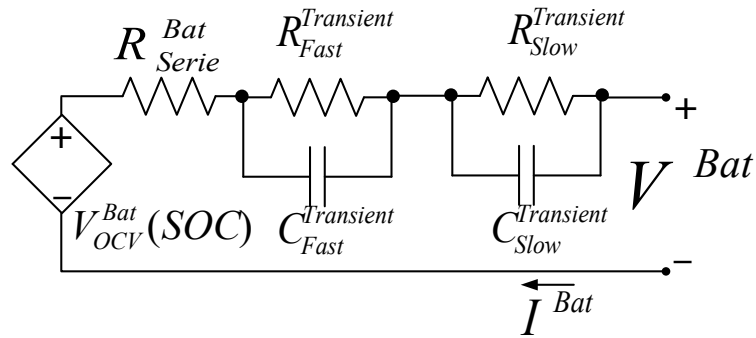 R Bat Serie R Transient Fast R Transient Slow
+ +
V Bat
− V Bat OCV (SOC) C Transient Fast C Transient Slow
−
I Bat